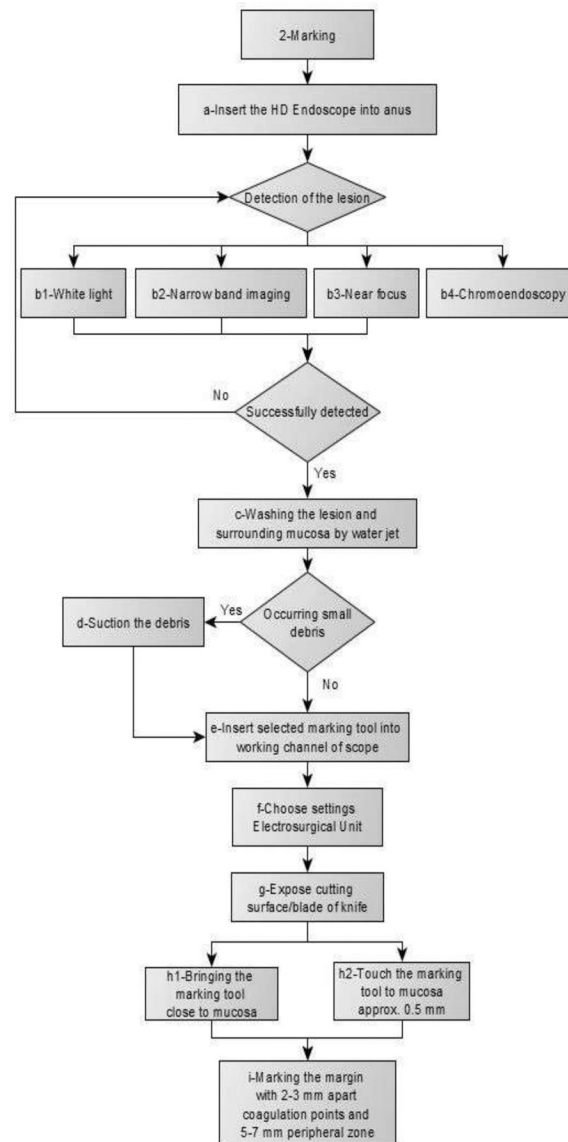 2-Marking
a-Insert the HD Endoscope into anus
Detection of the lesion
b1-White light
b2-Narrow band imaging
b3-Near focus
b4-Chromoendoscopy
No
Successfully detected
Yes
c-Washing the lesion and
surrounding mucosa by water jet
Yes
Occurring small
debris
d-Suction the debris
No
e-Insert selected marking tool into
working channel of scope
f-Choose settings
Electrosurgical Unit
g-Expose cutting
surface/blade of knife
h1-Bringing the
marking tool
close to mucosa
h2-Touch the marking
tool to mucosa
approx. 0.5 mm
i-Marking the margin
with 2-3 mm apart
coagulation points and
5-7 mm peripheral zone